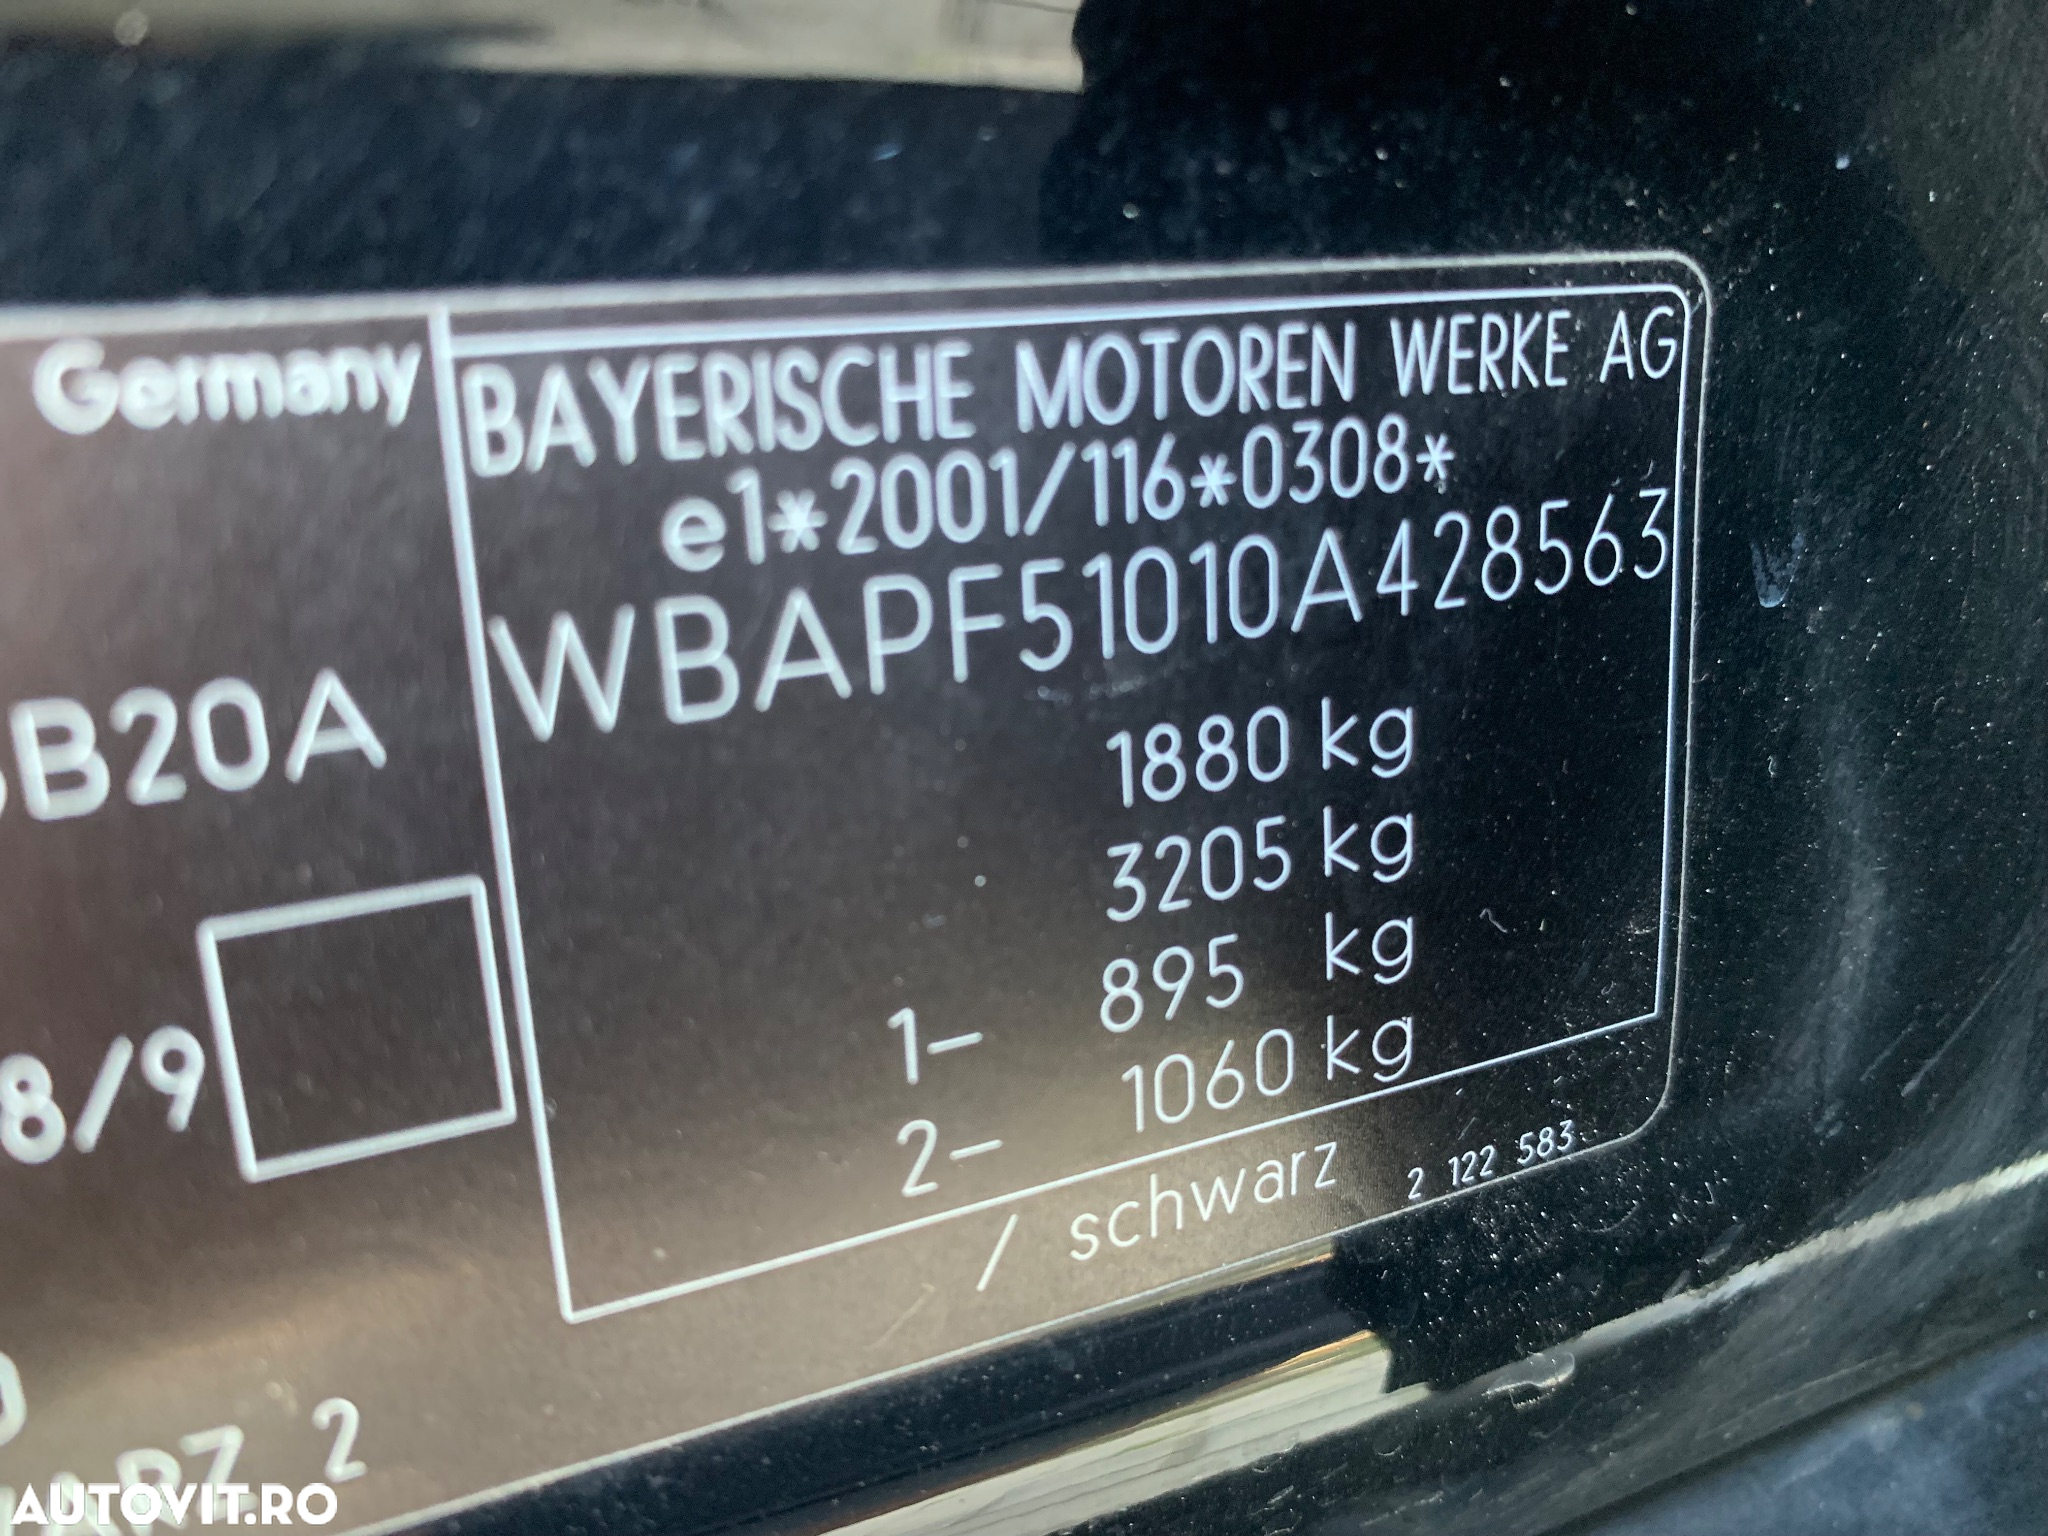 Germany
BAYERISCHE MOTOREN WERKE AG
e1*2001/116*0308*
WBAPF51010A428563
B20A
1880 kg
3205 kg
1- 895 kg
8/9
2- 1060 kg
/ schwarz
2 122 583
2
AUTOVIT.RO